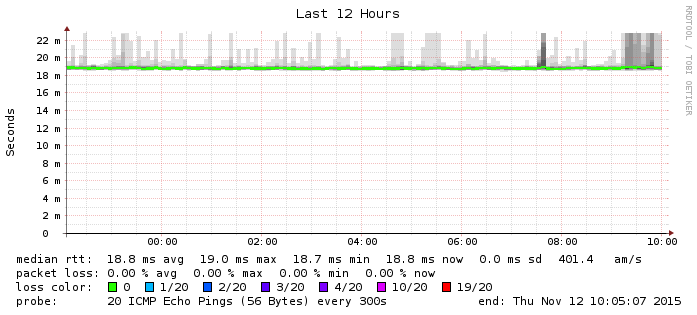 Last 12 Hours
RRDTOOL / TOBI OETIKER
Seconds
22 m
20 m
18 m
16 m
14 m
12 m
10 m
8 m
6 m
4 m
2 m
0
00:00 02:00 04:00 06:00 08:00 10:00
median rtt: 18.8 ms avg 19.0 ms max 18.7 ms min 18.8 ms now 0.0 ms sd 401.4 am/s
packet loss: 0.00 % avg 0.00 % max 0.00 % min 0.00 % now
loss color: 0 1/20 2/20 3/20 4/20 10/20 19/20
probe: 20 ICMP Echo Pings (56 Bytes) every 300s end: Thu Nov 12 10:05:07 2015